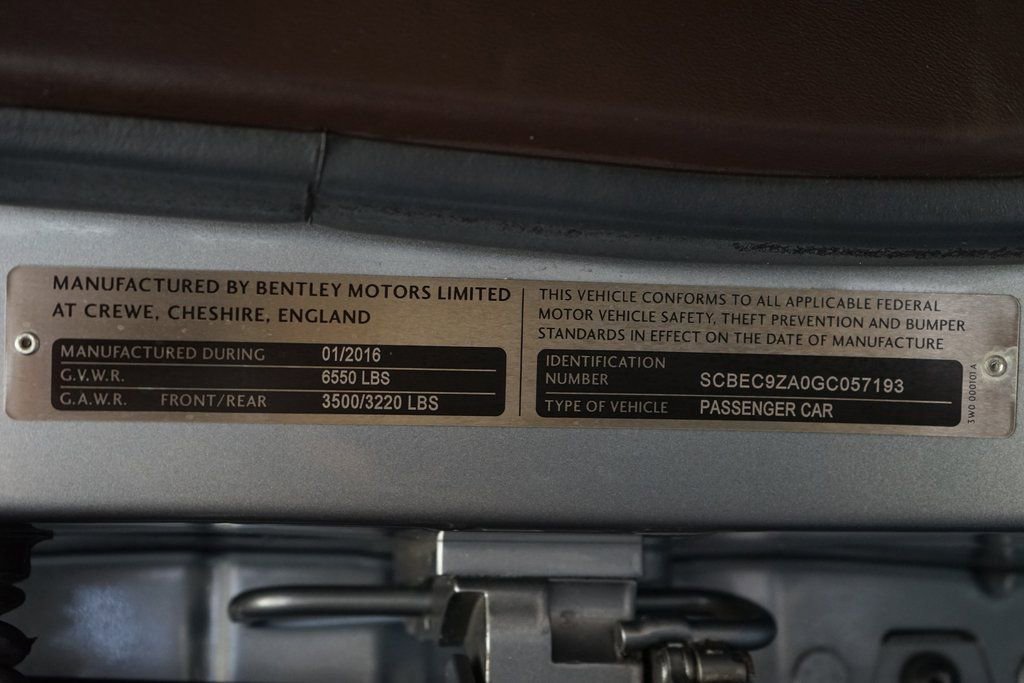 MANUFACTURED BY BENTLEY MOTORS LIMITED
AT CREWE, CHESHIRE, ENGLAND
MANUFACTURED DURING 01/2016
G.V.W.R. 6550 LBS
G.A.W.R. FRONT/REAR 3500/3220 LBS
THIS VEHICLE CONFORMS TO ALL APPLICABLE FEDERAL
MOTOR VEHICLE SAFETY, THEFT PREVENTION AND BUMPER
STANDARDS IN EFFECT ON THE DATE OF MANUFACTURE
IDENTIFICATION
NUMBER SCBEC9ZA0GC057193
TYPE OF VEHICLE PASSENGER CAR
3W0 000101 A